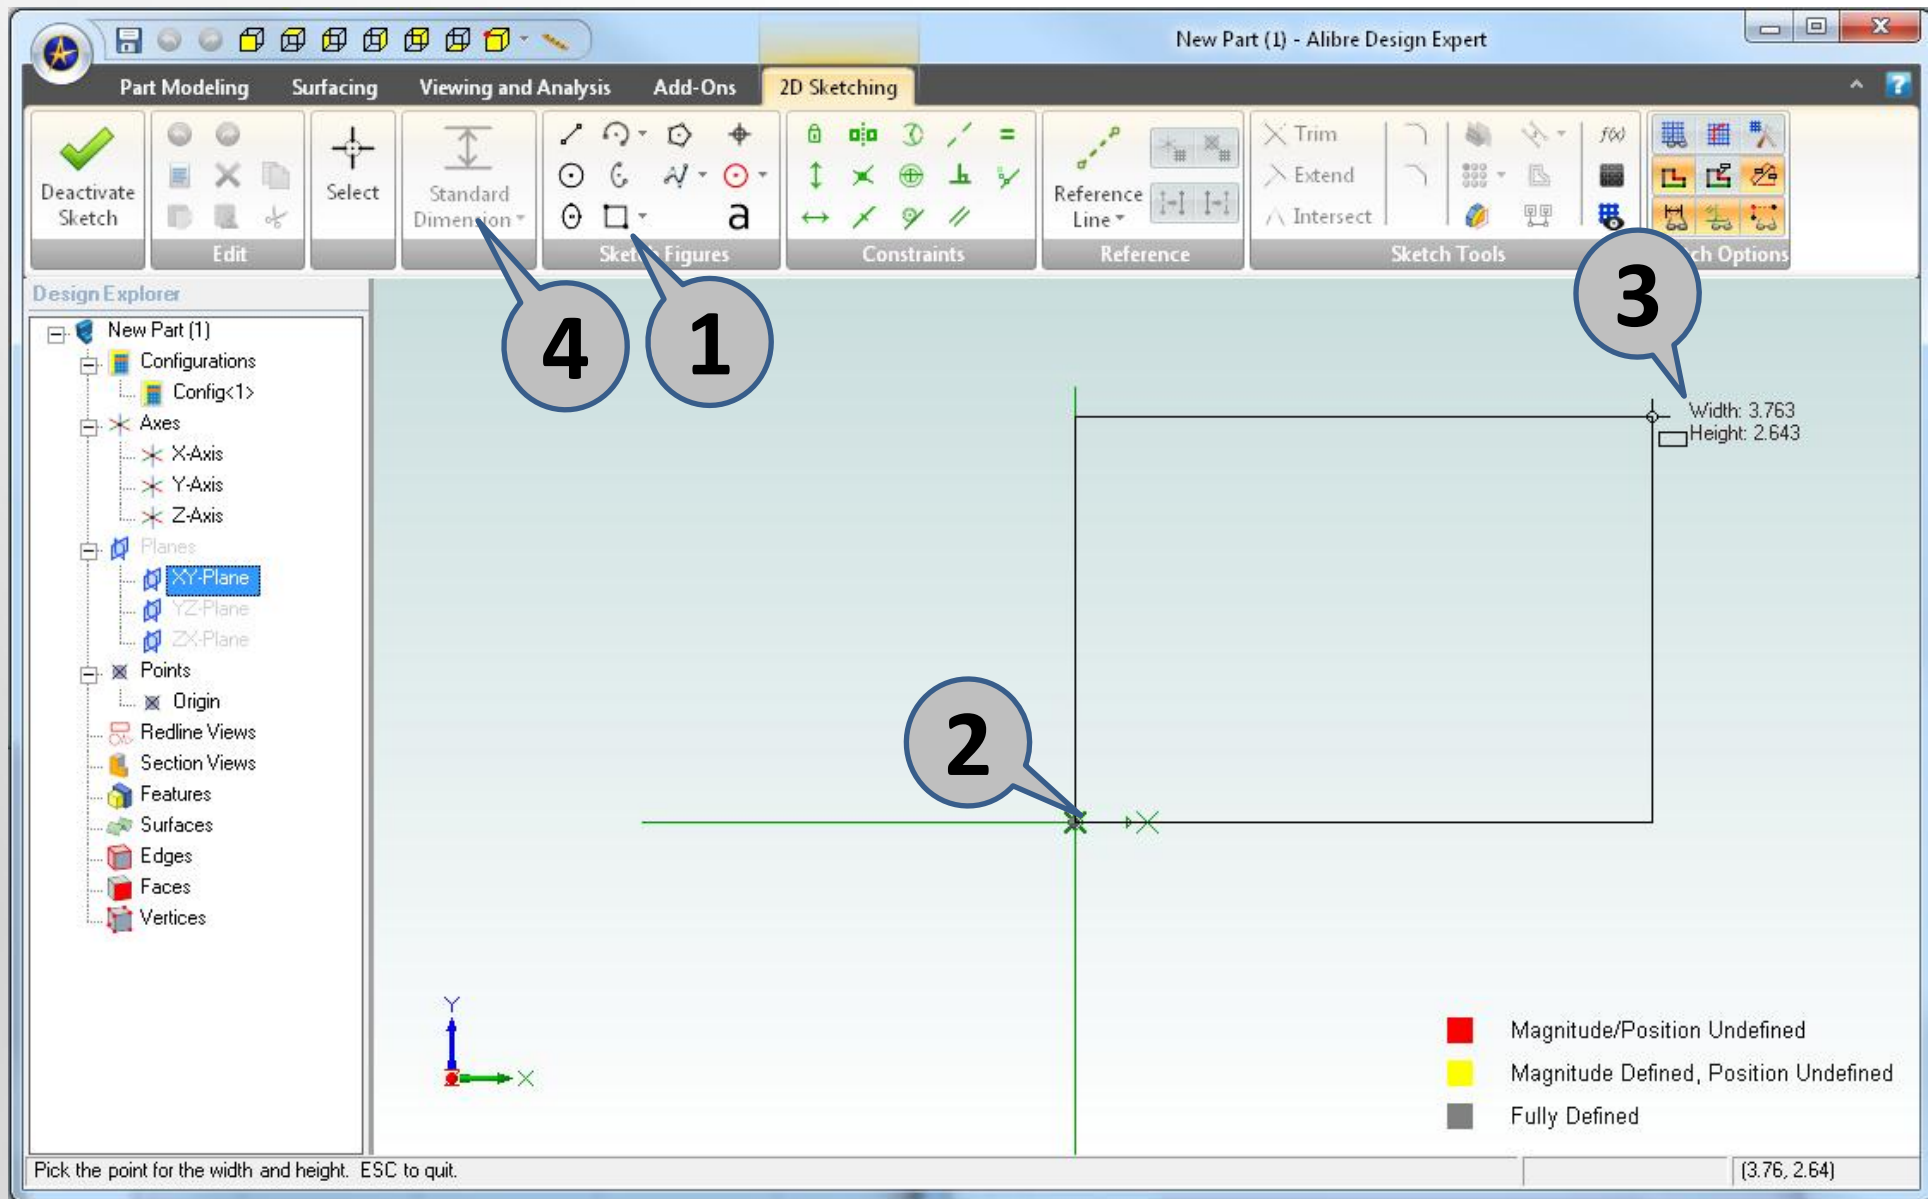 New Part (1) - Alibre Design Expert
Part Modeling Surfacing Viewing and Analysis Add-Ons 2D Sketching
Deactivate Sketch
Edit
Select
Standard Dimension
a
Sketch Figures
Constraints
Reference Line
Reference
Trim
Extend
Intersect
f(x)
Sketch Tools
ch Options
4
1
3
2
Design Explorer
New Part (1)
Configurations
Config<1>
Axes
X-Axis
Y-Axis
Z-Axis
Planes
XY-Plane
YZ-Plane
ZX-Plane
Points
Origin
Redline Views
Section Views
Features
Surfaces
Edges
Faces
Vertices
Width: 3.763
Height: 2.643
X
Y
X
Magnitude/Position Undefined
Magnitude Defined, Position Undefined
Fully Defined
Pick the point for the width and height. ESC to quit.
(3.76, 2.64)